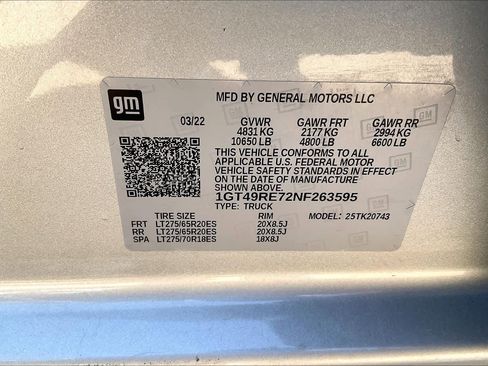 gm
MFD BY GENERAL MOTORS LLC
03/22 GVWR GAWR FRT GAWR RR
4831 KG 2177 KG 2994 KG
10650 LB 4800 LB 6600 LB
THIS VEHICLE CONFORMS TO ALL
APPLICABLE U.S. FEDERAL MOTOR
VEHICLE SAFETY STANDARDS IN EFFECT
ON THE DATE OF MANUFACTURE
SHOWN ABOVE.
1GT49RE72NF263595
TYPE: TRUCK
TIRE SIZE RIM MODEL: 25TK20743
FRT LT275/65R20ES 20X8.5J
RR LT275/65R20ES 20X8.5J
SPA LT275/70R18ES 18X8J